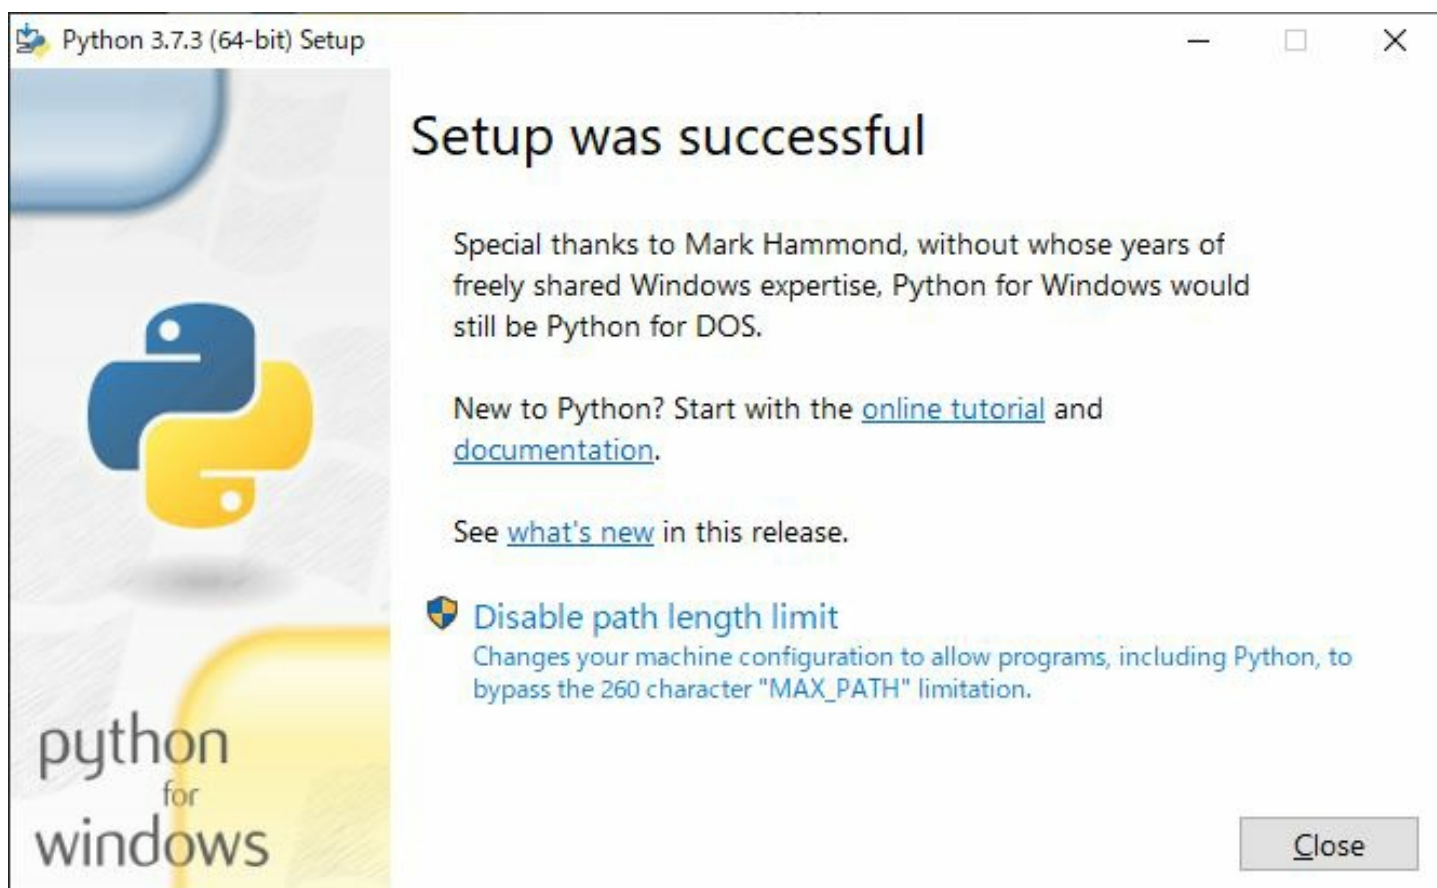 Python 3.7.3 (64-bit) Setup
Setup was successful
Special thanks to Mark Hammond, without whose years of
freely shared Windows expertise, Python for Windows would
still be Python for DOS.
New to Python? Start with the online tutorial and
documentation.
See what's new in this release.
Disable path length limit
Changes your machine configuration to allow programs, including Python, to
bypass the 260 character "MAX_PATH" limitation.
python
for
windows
Close